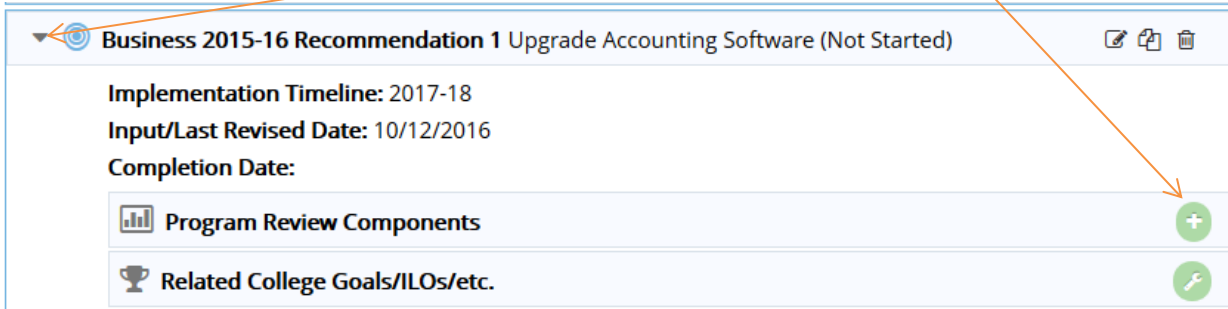 Business 2015-16 Recommendation 1 Upgrade Accounting Software (Not Started)
Implementation Timeline: 2017-18
Input/Last Revised Date: 10/12/2016
Completion Date:
Program Review Components
Related College Goals/ILOs/etc.